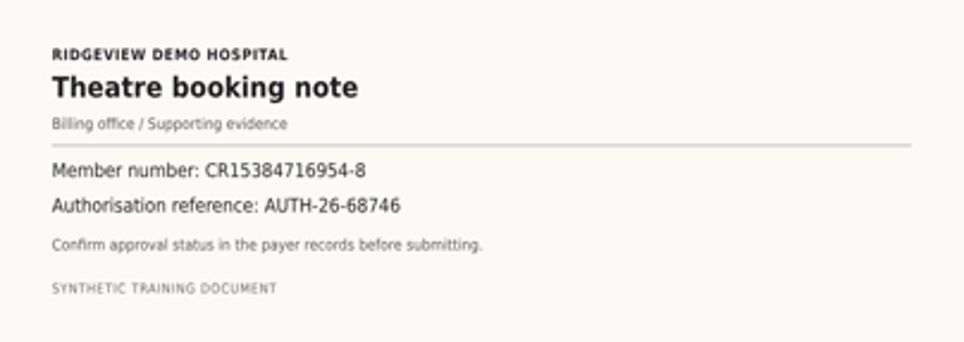 RIDGEVIEW DEMO HOSPITAL
Theatre booking note
Billing office / Supporting evidence
Member number: CR15384716954-8
Authorisation reference: AUTH-26-68746
Confirm approval status in the payer records before submitting.
SYNTHETIC TRAINING DOCUMENT